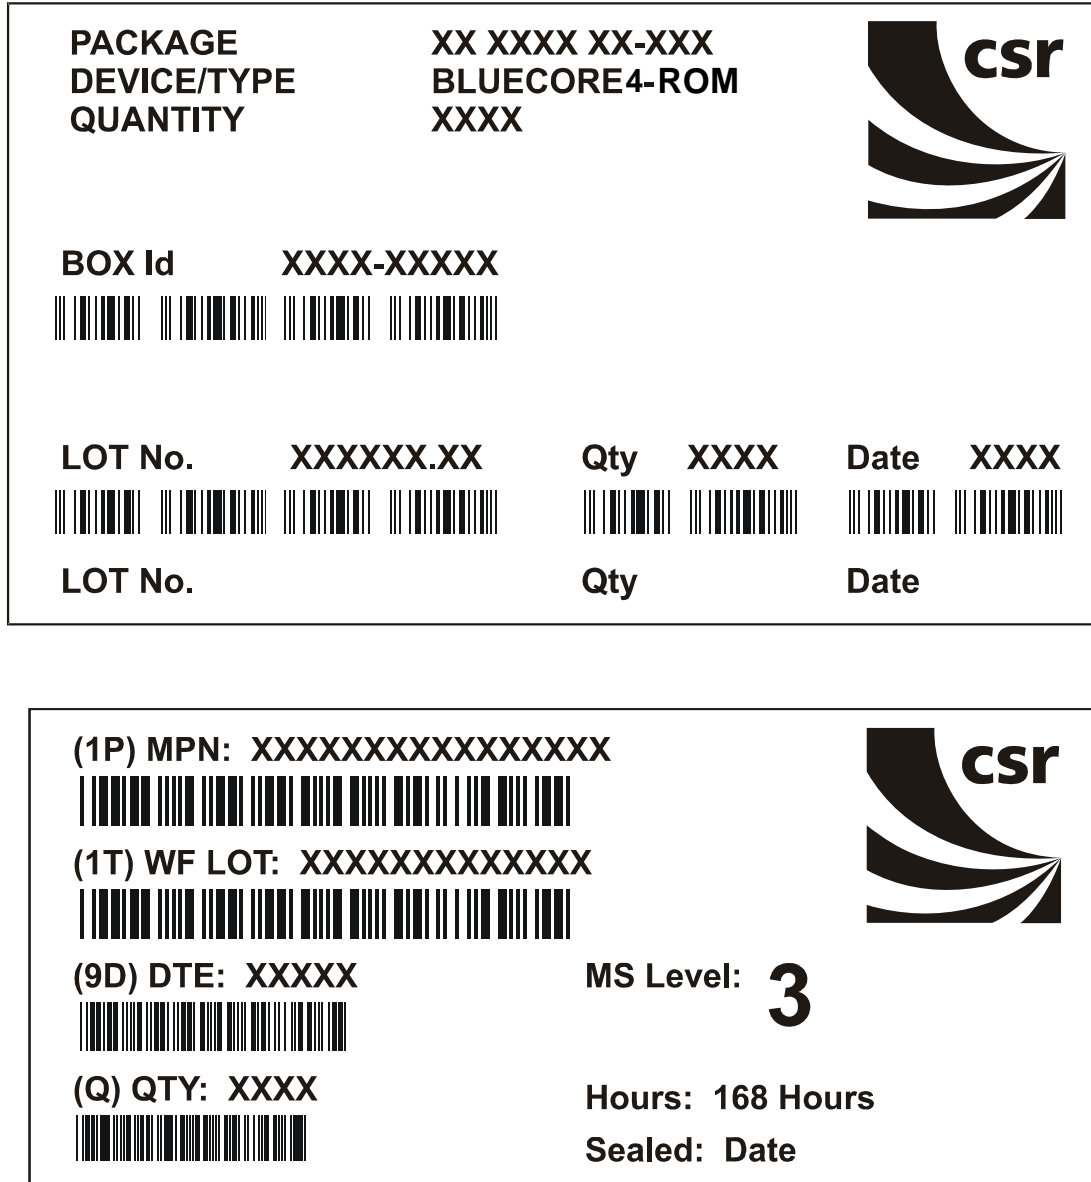 PACKAGE XX XXXX XX-XXX
DEVICE/TYPE BLUECORE4-ROM
QUANTITY XXXX
csr
BOX Id XXXX-XXXXX
LOT No. XXXXXX.XX Qty XXXX Date XXXX
LOT No. Qty Date
(1P) MPN: XXXXXXXXXXXXXXXX
csr
(1T) WF LOT: XXXXXXXXXXXXX
(9D) DTE: XXXXX MS Level: 3
(Q) QTY: XXXX
Hours: 168 Hours
Sealed: Date